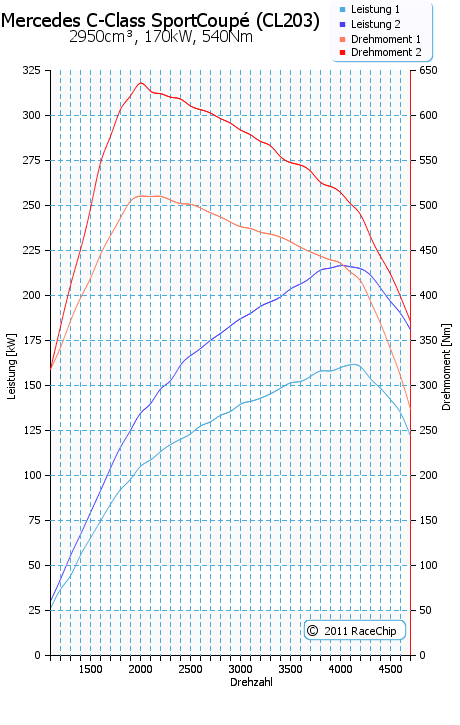 Mercedes C-Class SportCoupé (CL203)
2950cm³, 170kW, 540Nm
Leistung 1
Leistung 2
Drehmoment 1
Drehmoment 2
325
300
275
250
225
200
175
150
125
100
75
50
25
0
Leistung [kW]
650
600
550
500
450
400
350
300
250
200
150
100
50
0
Drehmoment [Nm]
© 2011 RaceChip
1500 2000 2500 3000 3500 4000 4500
Drehzahl